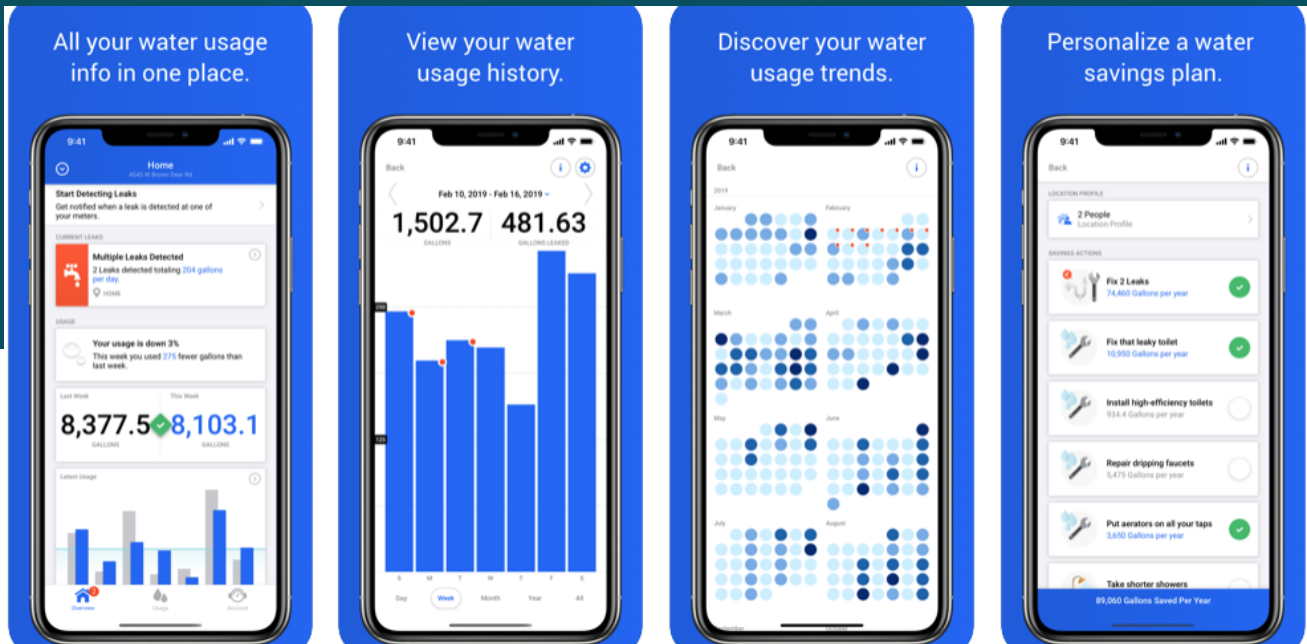 All your water usage
info in one place.
9:41
Home
4545 W Brown Deer Rd
Start Detecting Leaks
Get notified when a leak is detected at one of
your meters.
CURRENT LEAKS
Multiple Leaks Detected
2 Leaks detected totaling 204 gallons
per day.
HOME
USAGE
Your usage is down 3%
This week you used 275 fewer gallons than
last week.
Last Week
This Week
8,377.5
8,103.1
GALLONS
GALLONS
Latest Usage
2
Overview
Usage
Account
View your water
usage history.
9:41
Back
i
Feb 10, 2019 - Feb 16, 2019
1,502.7
481.63
GALLONS
GALLONS LEAKED
125
S M T W T F S
Day Week Month Year All
Discover your water
usage trends.
9:41
Back
i
2019
January
February
March
April
May
June
July
August
September
October
Personalize a water
savings plan.
9:41
Back
i
LOCATION PROFILE
2 People
Location Profile
SAVINGS ACTIONS
Fix 2 Leaks
74,460 Gallons per year
Fix that leaky toilet
10,950 Gallons per year
Install high-efficiency toilets
934.4 Gallons per year
Repair dripping faucets
5,475 Gallons per year
Put aerators on all your taps
3,650 Gallons per year
Take shorter showers
89,060 Gallons Saved Per Year